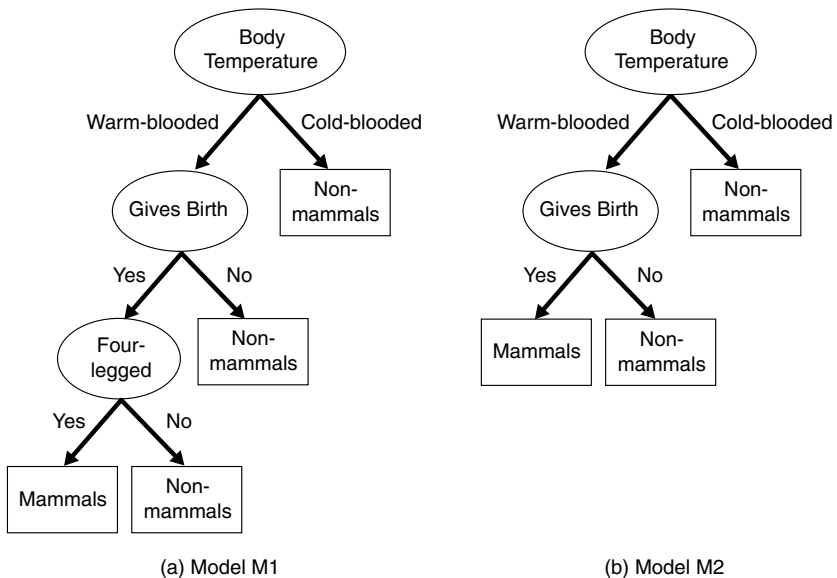 Body
Temperature
Warm-blooded
Cold-blooded
Gives Birth
Non-
mammals
Yes
No
Four-
legged
Non-
mammals
Yes
No
Mammals
Non-
mammals
(a) Model M1
Body
Temperature
Warm-blooded
Cold-blooded
Gives Birth
Non-
mammals
Yes
No
Mammals
Non-
mammals
(b) Model M2